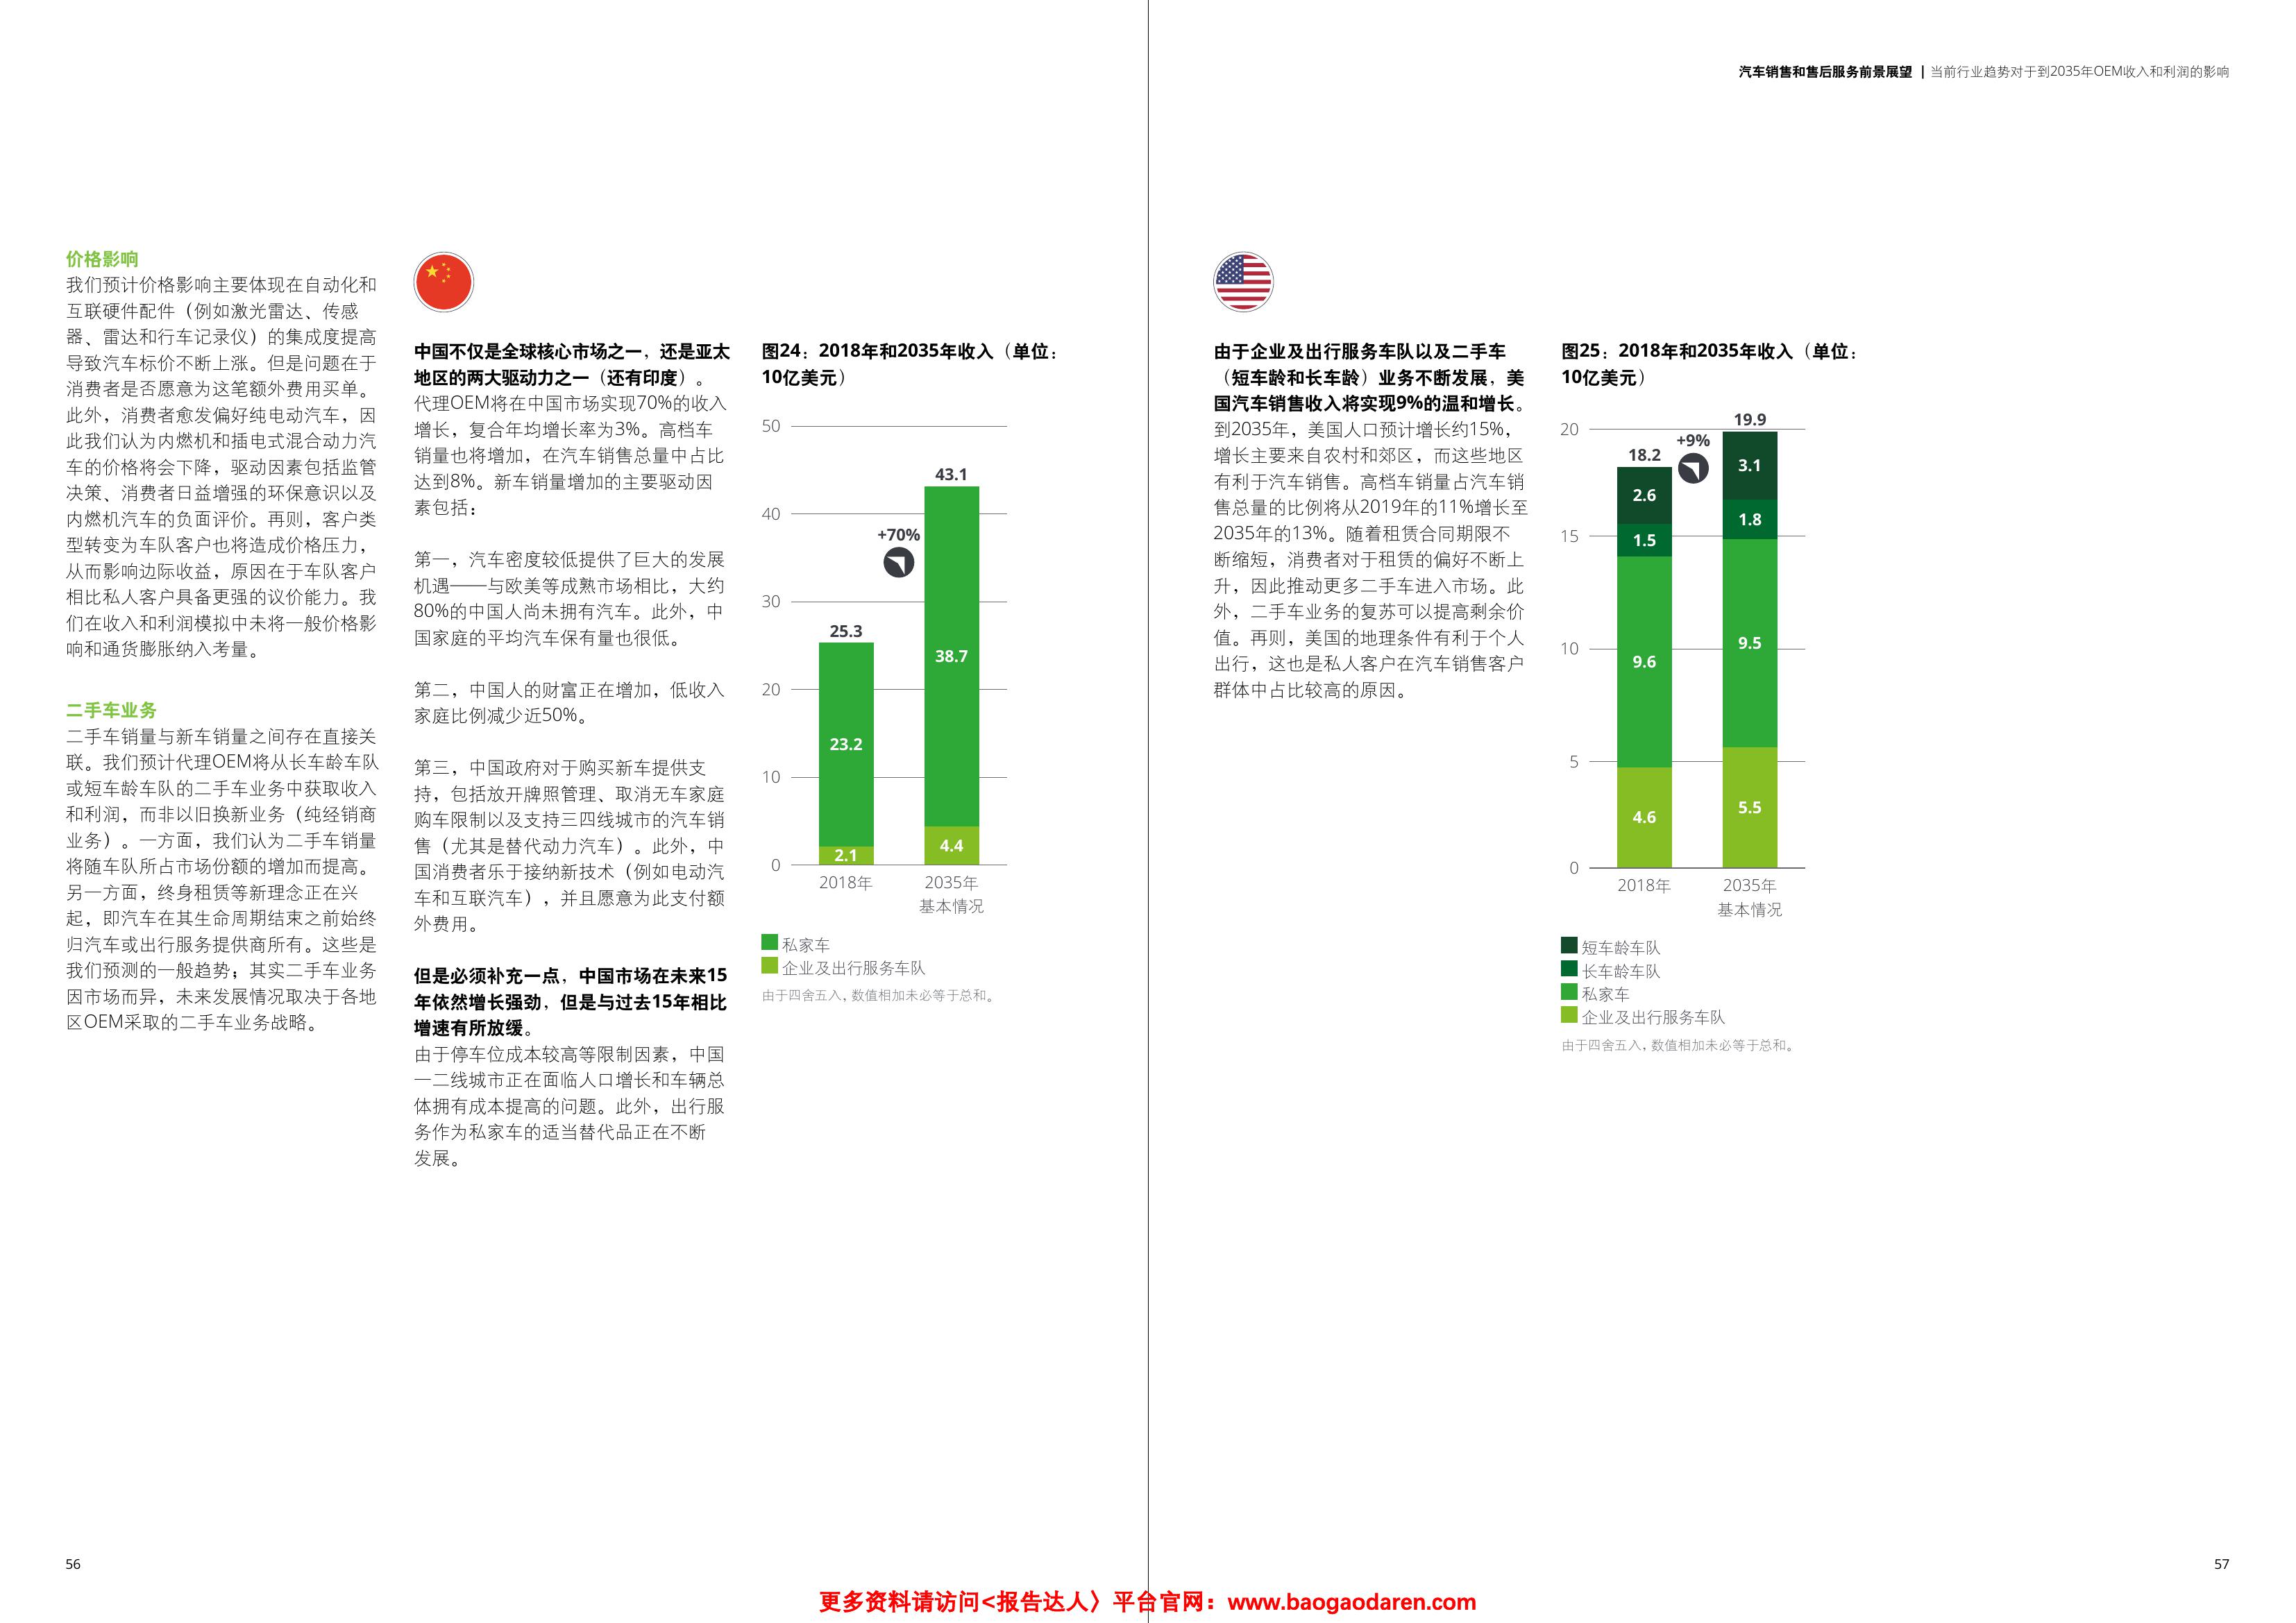 汽车销售和售后服务前景展望 | 当前行业趋势对于到2035年OEM收入和利润的影响
价格影响
我们预计价格影响主要体现在自动化和
互联硬件配件（例如激光雷达、传感
器、雷达和行车记录仪）的集成度提高
导致汽车标价不断上涨。但是问题在于
消费者是否愿意为这笔额外费用买单。
此外，消费者愈发偏好纯电动汽车，因
此我们认为内燃机和插电式混合动力汽
车的价格将会下降，驱动因素包括监管
决策、消费者日益增强的环保意识以及
内燃机汽车的负面评价。再则，客户类
型转变为车队客户也将造成价格压力，
从而影响边际收益，原因在于车队客户
相比私人客户具备更强的议价能力。我
们在收入和利润模拟中未将一般价格影
响和通货膨胀纳入考量。
二手车业务
二手车销量与新车销量之间存在直接关
联。我们预计代理OEM将从长车龄车队
或短车龄车队的二手车业务中获取收入
和利润，而非以旧换新业务（纯经销商
业务）。一方面，我们认为二手车销量
将随车队所占市场份额的增加而提高。
另一方面，终身租赁等新理念正在兴
起，即汽车在其生命周期结束之前始终
归汽车或出行服务提供商所有。这些是
我们预测的一般趋势；其实二手车业务
因市场而异，未来发展情况取决于各地
区OEM采取的二手车业务战略。
中国不仅是全球核心市场之一，还是亚太
地区的两大驱动力之一（还有印度）。
代理OEM将在中国市场实现70%的收入
增长，复合年均增长率为3%。高档车
销量也将增加，在汽车销售总量中占比
达到8%。新车销量增加的主要驱动因
素包括：
第一，汽车密度较低提供了巨大的发展
机遇——与欧美等成熟市场相比，大约
80%的中国人尚未拥有汽车。此外，中
国家庭的平均汽车保有量也很低。
第二，中国人的财富正在增加，低收入
家庭比例减少近50%。
第三，中国政府对于购买新车提供支
持，包括放开牌照管理、取消无车家庭
购车限制以及支持三四线城市的汽车销
售（尤其是替代动力汽车）。此外，中
国消费者乐于接纳新技术（例如电动汽
车和互联汽车），并且愿意为此支付额
外费用。
但是必须补充一点，中国市场在未来15
年依然增长强劲，但是与过去15年相比
增速有所放缓。
由于停车位成本较高等限制因素，中国
一二线城市正在面临人口增长和车辆总
体拥有成本提高的问题。此外，出行服
务作为私家车的适当替代品正在不断
发展。
图24：2018年和2035年收入（单位：
10亿美元）
50
43.1
40
+70%
30
25.3
38.7
20
23.2
10
4.4
2.1
0
2018年
2035年
基本情况
私家车
企业及出行服务车队
由于四舍五入，数值相加未必等于总和。
由于企业及出行服务车队以及二手车
（短车龄和长车龄）业务不断发展，美
国汽车销售收入将实现9%的温和增长。
到2035年，美国人口预计增长约15%，
增长主要来自农村和郊区，而这些地区
有利于汽车销售。高档车销量占汽车销
售总量的比例将从2019年的11%增长至
2035年的13%。随着租赁合同期限不
断缩短，消费者对于租赁的偏好不断上
升，因此推动更多二手车进入市场。此
外，二手车业务的复苏可以提高剩余价
值。再则，美国的地理条件有利于个人
出行，这也是私人客户在汽车销售客户
群体中占比较高的原因。
图25：2018年和2035年收入（单位：
10亿美元）
19.9
20
+9%
18.2
3.1
2.6
1.8
15
1.5
9.5
10
9.6
5
5.5
4.6
0
2018年
2035年
基本情况
短车龄车队
长车龄车队
私家车
企业及出行服务车队
由于四舍五入，数值相加未必等于总和。
56
57
更多资料请访问<报告达人〉平台官网：www.baogaodaren.com